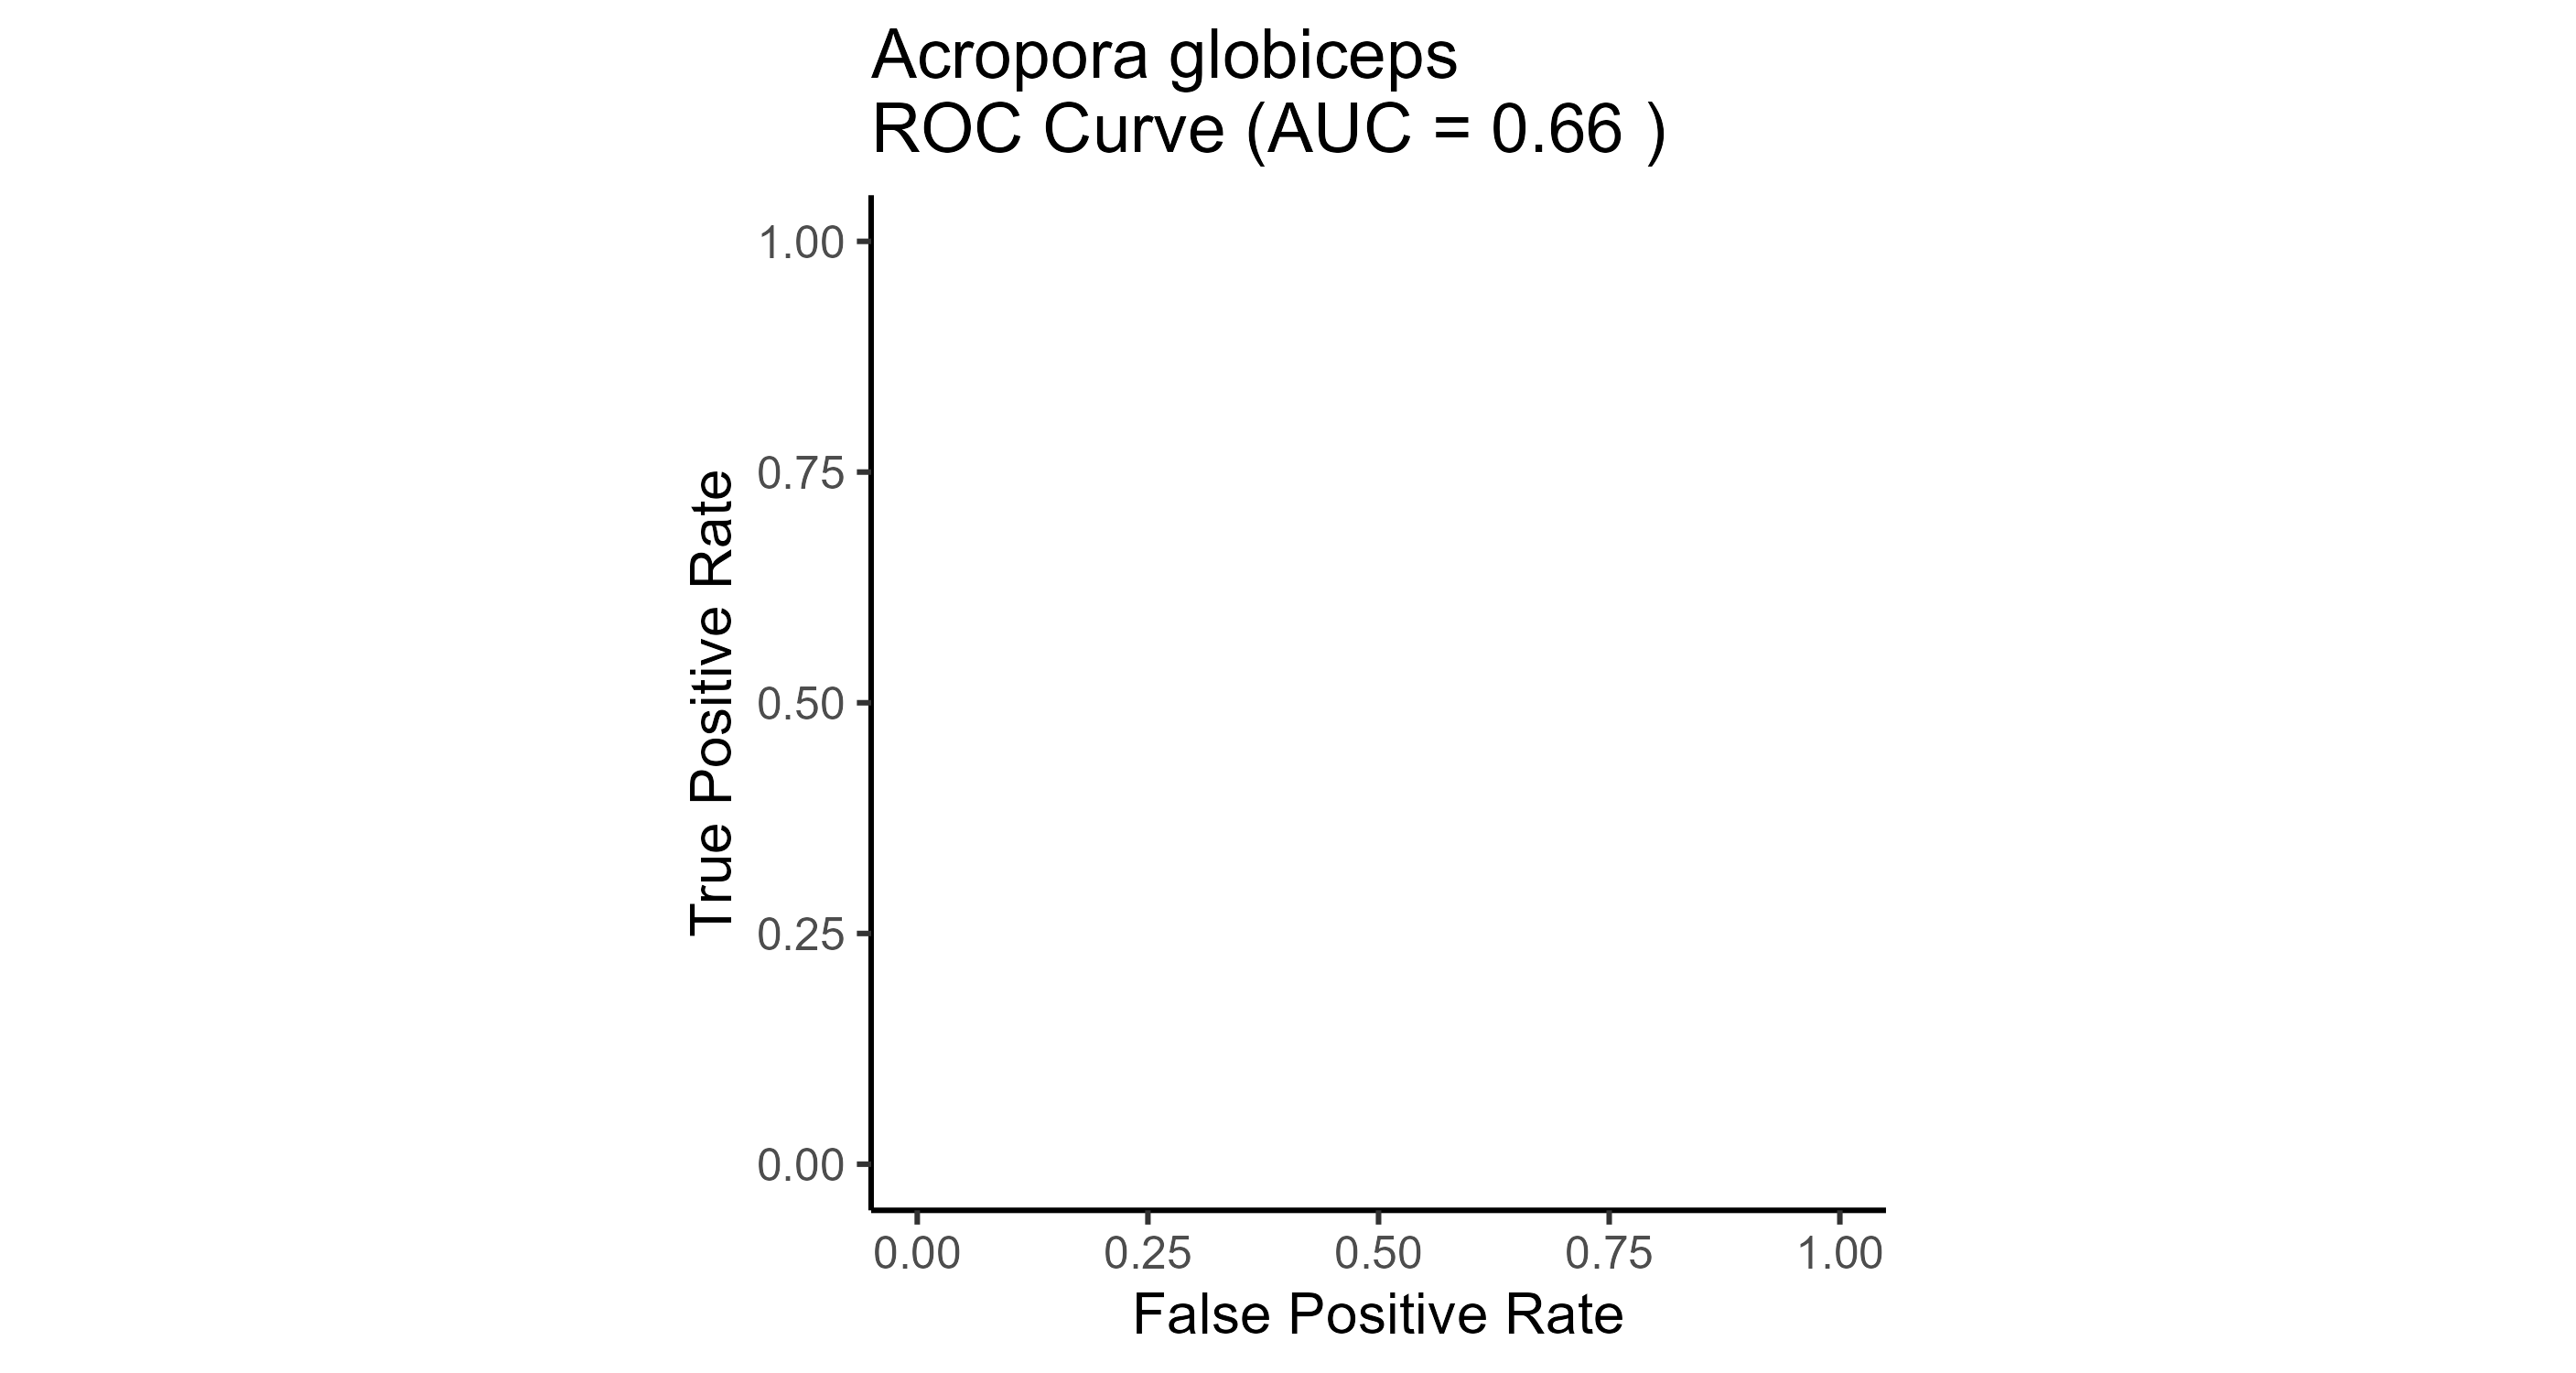 Acropora globiceps
ROC Curve (AUC = 0.66 )
True Positive Rate
1.00
0.75
0.50
0.25
0.00
0.00 0.25 0.50 0.75 1.00
False Positive Rate